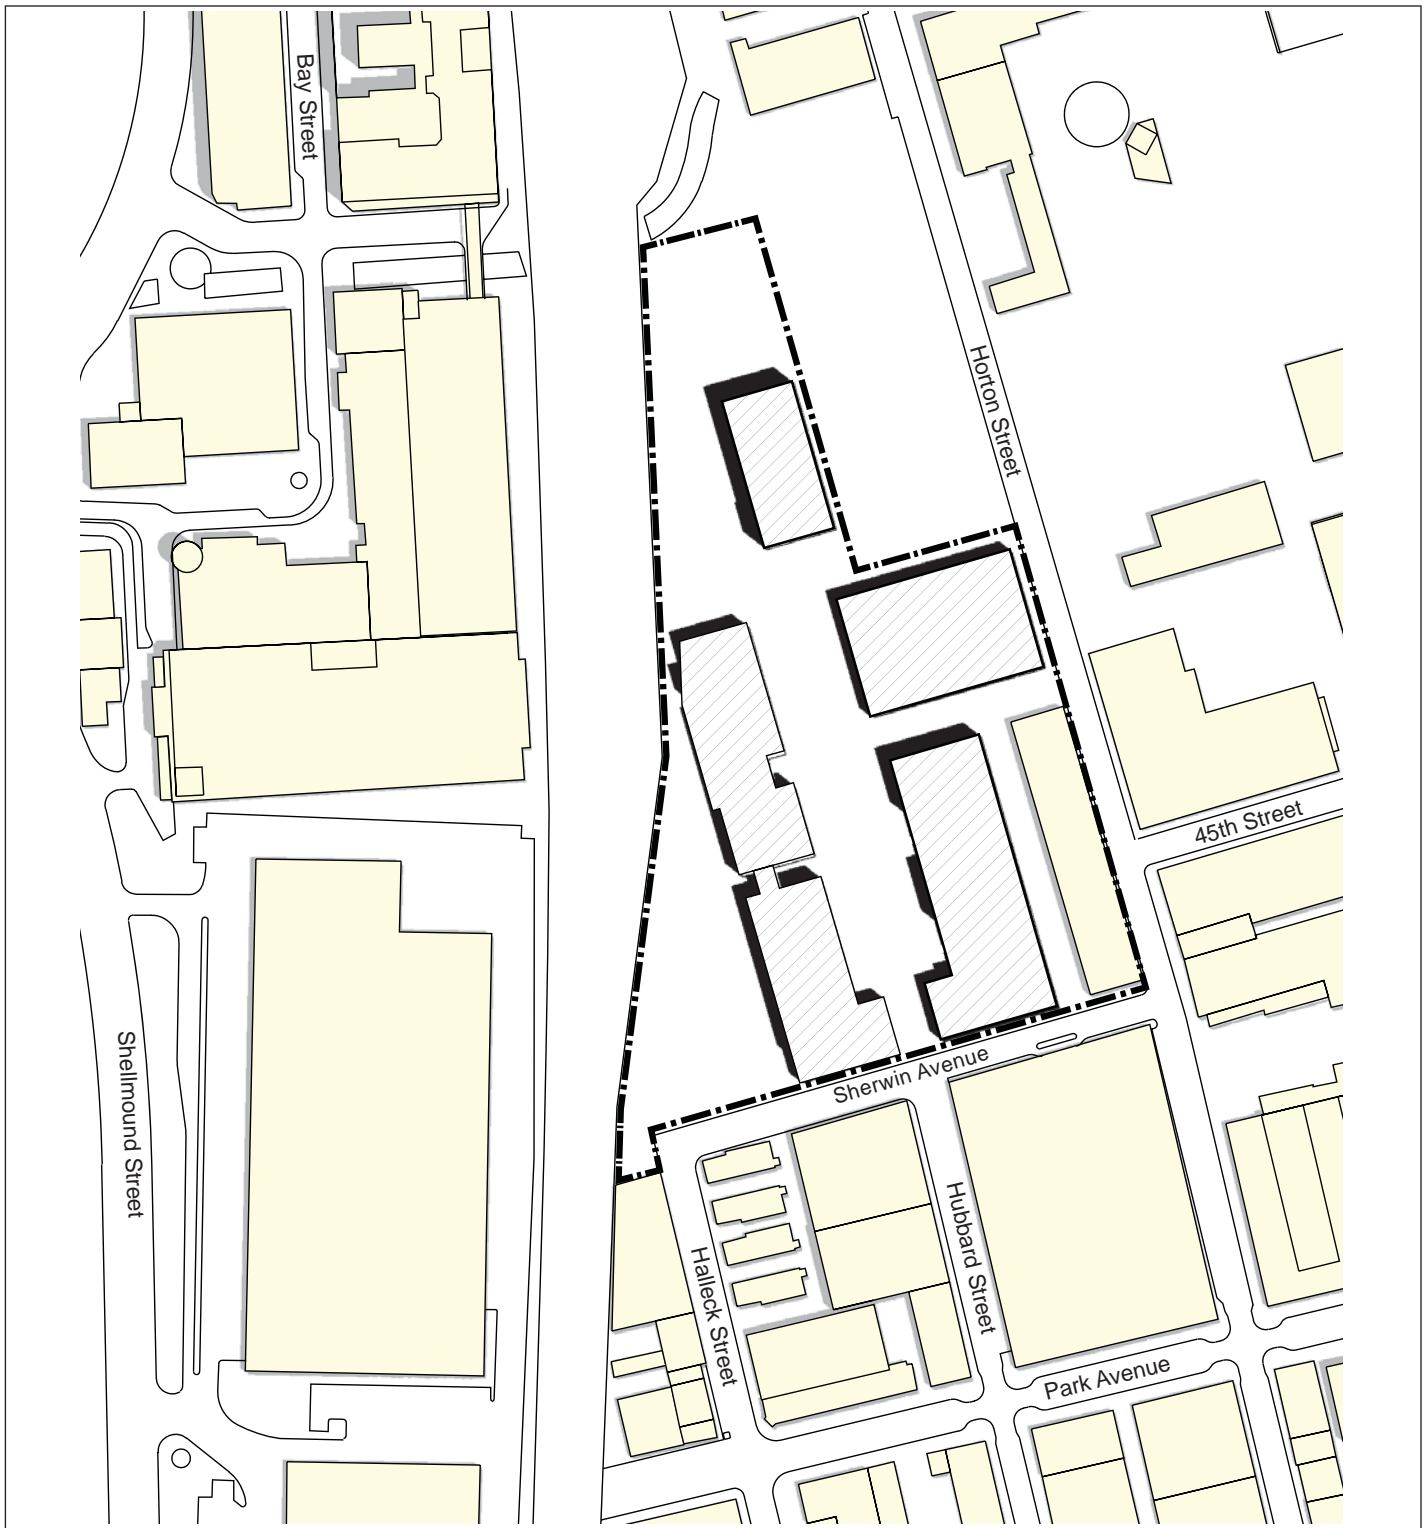 Bay Street
Horton Street
45th Street
Shellmound Street
Sherwin Avenue
Hubbard Street
Halleck Street
Park Avenue